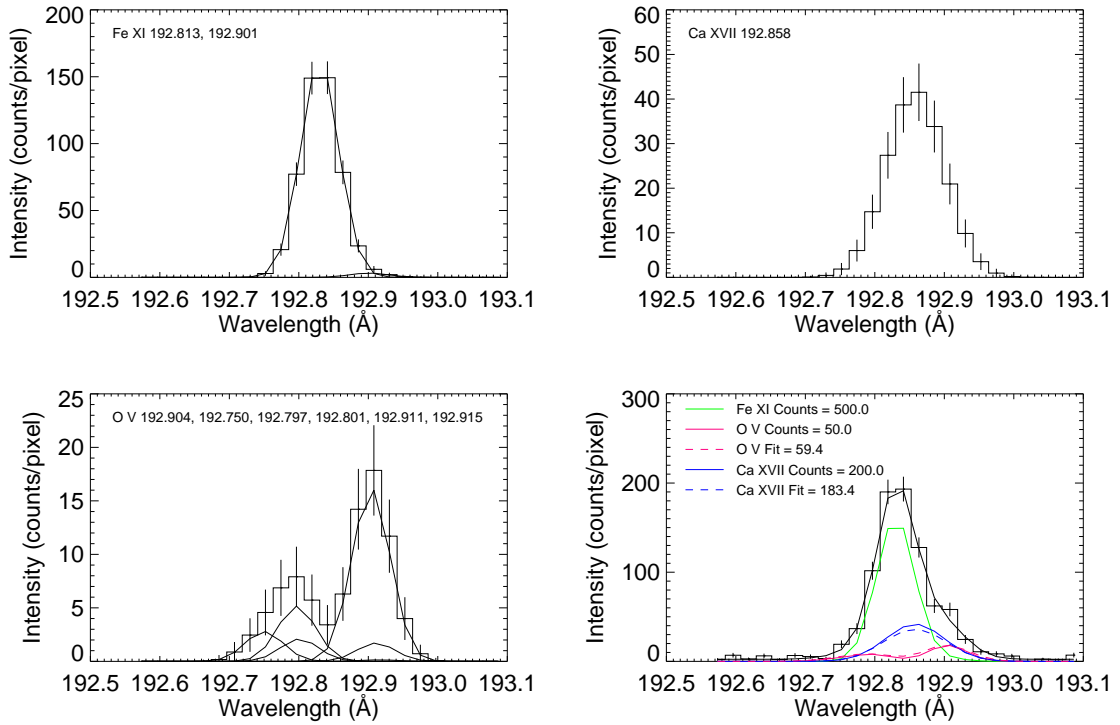 Fe XI 192.813, 192.901
Intensity (counts/pixel)
200
150
100
50
0
192.5 192.6 192.7 192.8 192.9 193.0 193.1
Wavelength (Å)
Ca XVII 192.858
Intensity (counts/pixel)
60
50
40
30
20
10
0
192.5 192.6 192.7 192.8 192.9 193.0 193.1
Wavelength (Å)
O V 192.904, 192.750, 192.797, 192.801, 192.911, 192.915
Intensity (counts/pixel)
25
20
15
10
5
0
192.5 192.6 192.7 192.8 192.9 193.0 193.1
Wavelength (Å)
Fe XI Counts = 500.0
O V Counts = 50.0
O V Fit = 59.4
Ca XVII Counts = 200.0
Ca XVII Fit = 183.4
Intensity (counts/pixel)
300
200
100
0
192.5 192.6 192.7 192.8 192.9 193.0 193.1
Wavelength (Å)